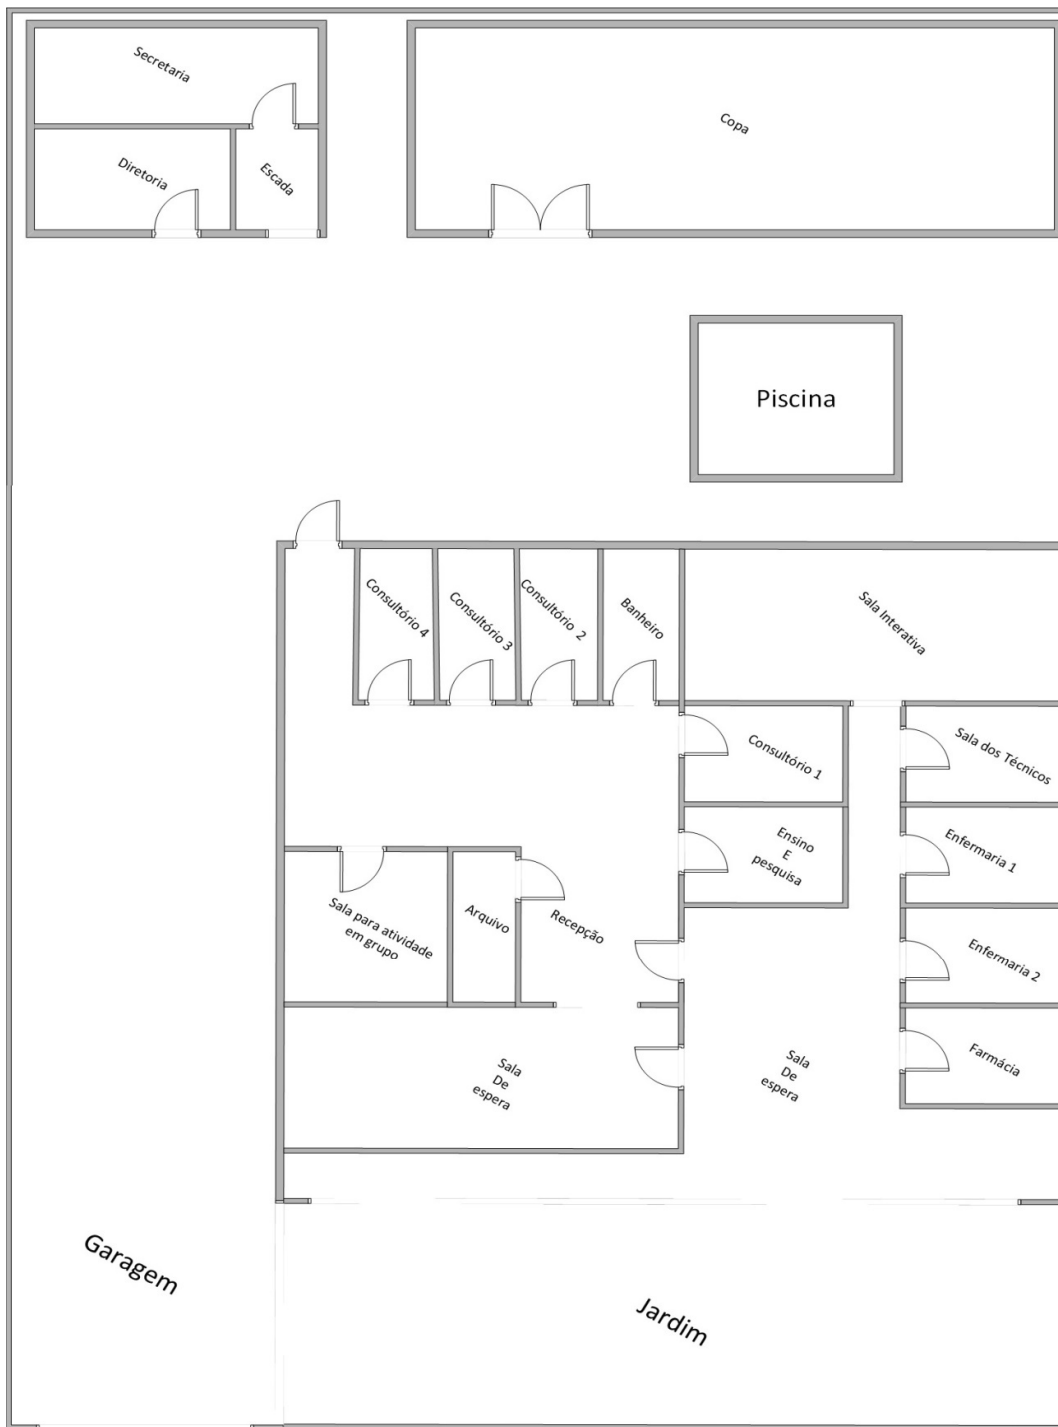 Secretaria
Copa
Diretoria
Escada
Piscina
Consultório 4
Consultório 3
Consultório 2
Banheiro
Sala Interativa
Consultório 1
Sala dos Técnicos
Ensino
E
pesquisa
Enfermaria 1
Sala para atividade
em grupo
Arquivo
Recepção
Enfermaria 2
Sala
De
espera
Sala
De
espera
Farmácia
Garagem
Jardim